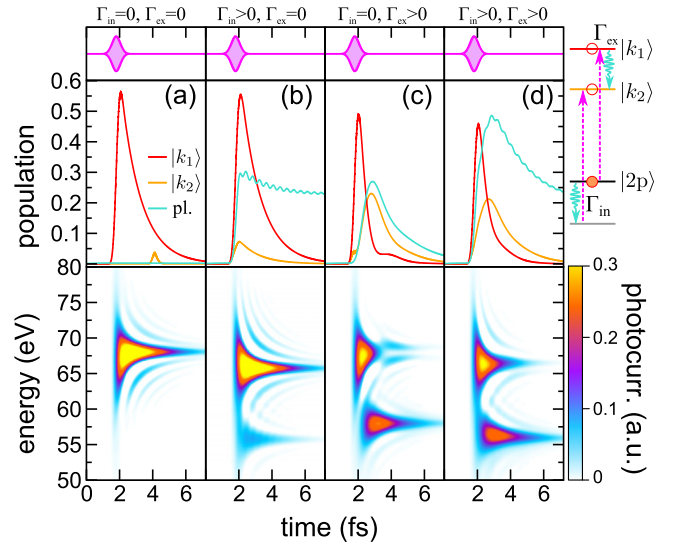 Γin=0, Γex=0 Γin>0, Γex=0 Γin=0, Γex>0 Γin>0, Γex>0
Γex
|k1⟩
|k2⟩
|2p⟩
Γin
0.6
0.5
0.4
0.3
0.2
0.1
population
(a) (b) (c) (d)
|k1⟩
|k2⟩
pl.
80
75
70
65
60
55
50
energy (eV)
0.3
0.2
0.1
0
photocurr. (a.u.)
0 2 4 6 2 4 6 2 4 6 2 4 6
time (fs)